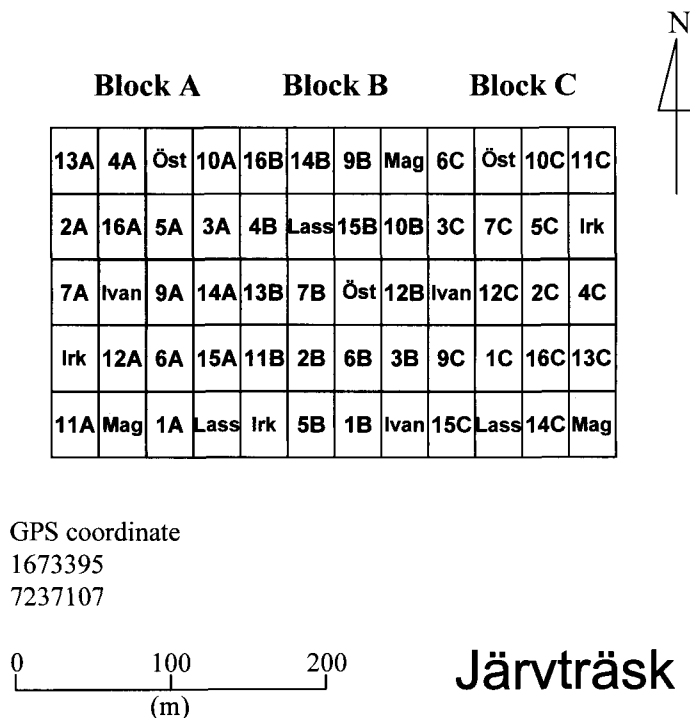 N
Block A Block B Block C
13A 4A Öst 10A 16B 14B 9B Mag 6C Öst 10C 11C
2A 16A 5A 3A 4B Lass 15B 10B 3C 7C 5C Irk
7A Ivan 9A 14A 13B 7B Öst 12B Ivan 12C 2C 4C
Irk 12A 6A 15A 11B 2B 6B 3B 9C 1C 16C 13C
11A Mag 1A Lass Irk 5B 1B Ivan 15C Lass 14C Mag
GPS coordinate
1673395
7237107
0 100 200
(m)
Järvträsk